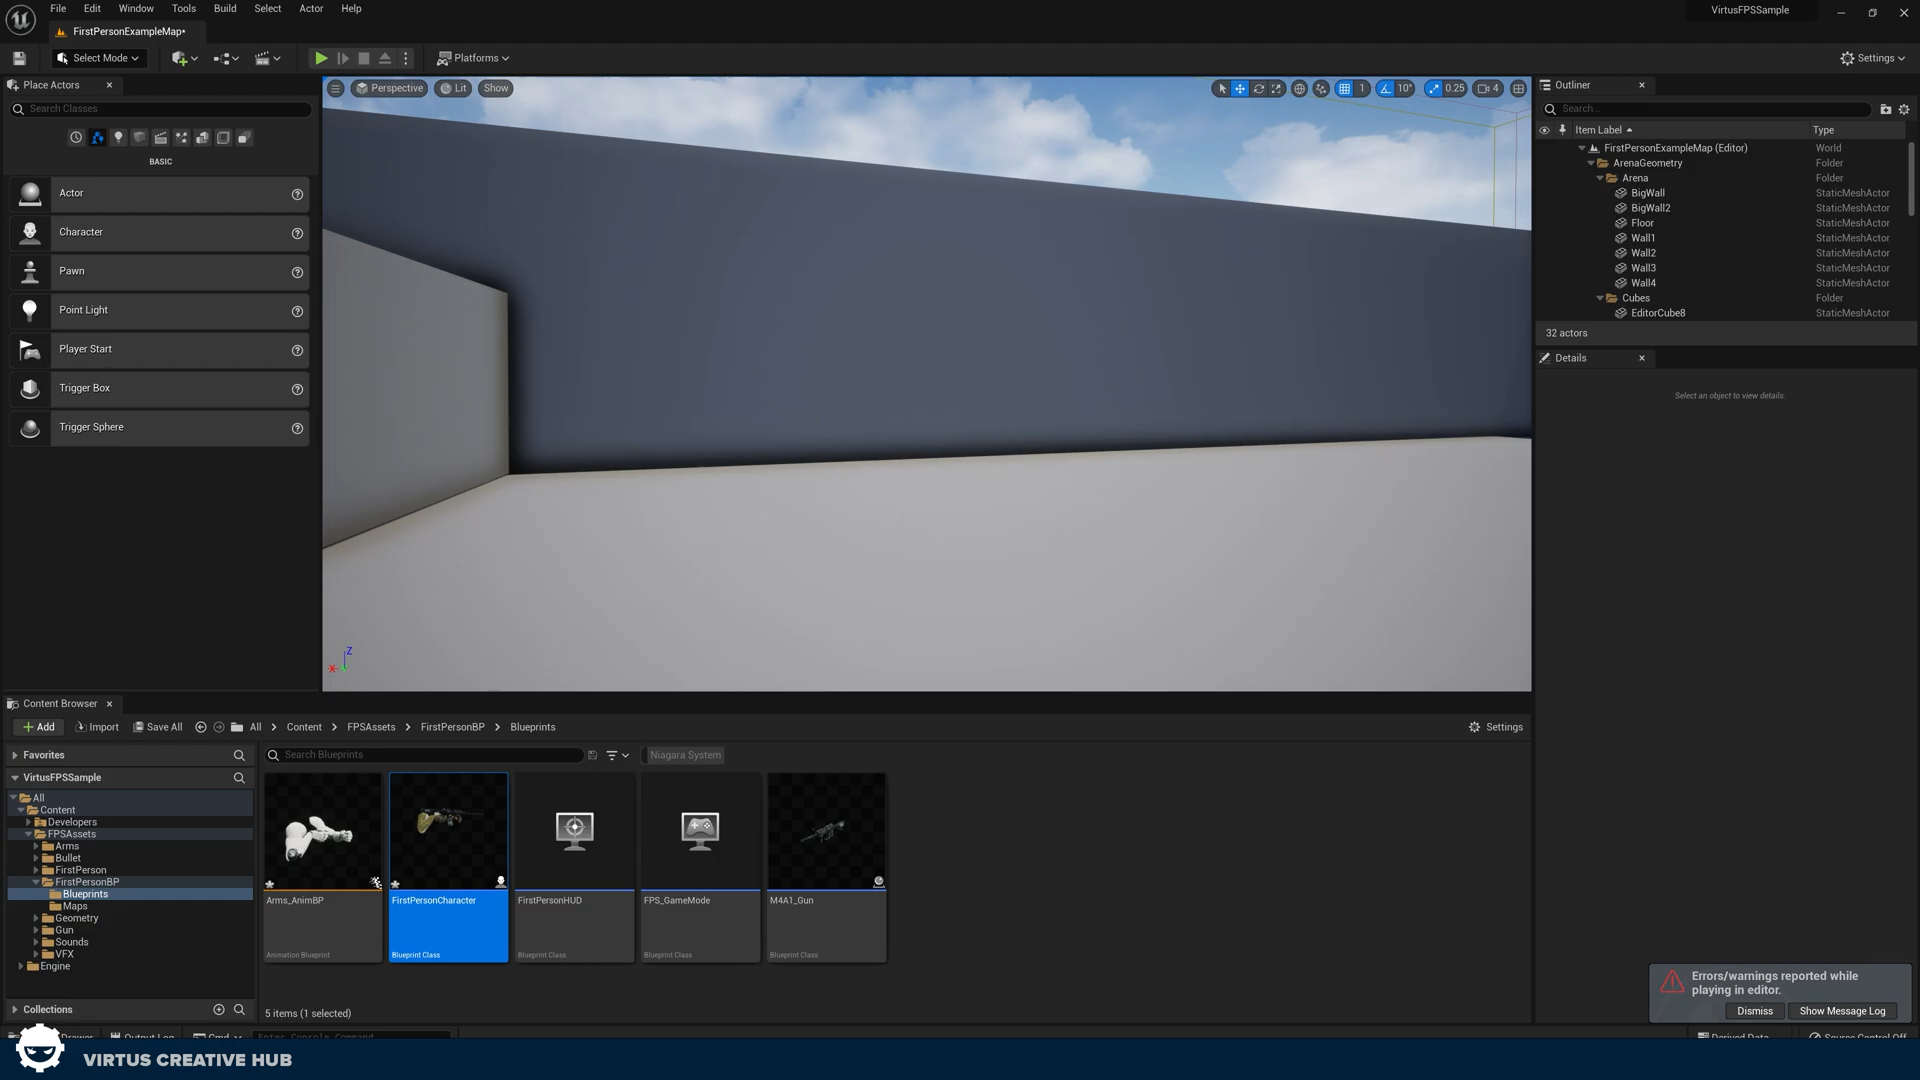 File Edit Window Tools Build Select Actor Help
VirtusFPSSample
FirstPersonExampleMap*
Select Mode
Platforms
Settings
Place Actors
Search Classes
BASIC
Actor
Character
Pawn
Point Light
Player Start
Trigger Box
Trigger Sphere
Perspective Lit Show
1 10° 0.25 4
Z
X
Outliner
Search...
Item Label Type
FirstPersonExampleMap (Editor) World
ArenaGeometry Folder
Arena Folder
BigWall StaticMeshActor
BigWall2 StaticMeshActor
Floor StaticMeshActor
Wall1 StaticMeshActor
Wall2 StaticMeshActor
Wall3 StaticMeshActor
Wall4 StaticMeshActor
Cubes Folder
EditorCube8 StaticMeshActor
32 actors
Details
Select an object to view details.
Content Browser
Add Import Save All All > Content > FPSAssets > FirstPersonBP > Blueprints
Settings
Favorites
VirtusFPSSample
All
Content
Developers
FPSAssets
Arms
Bullet
FirstPerson
FirstPersonBP
Blueprints
Maps
Geometry
Gun
Sounds
VFX
Engine
Collections
Search Blueprints
Niagara System
Arms_AnimBP
Animation Blueprint
FirstPersonCharacter
Blueprint Class
FirstPersonHUD
Blueprint Class
FPS_GameMode
Blueprint Class
M4A1_Gun
Blueprint Class
5 items (1 selected)
Errors/warnings reported while
playing in editor.
Dismiss Show Message Log
Drawer Output Log Cmd Enter Console Command
Derived Data Source Control Off
VIRTUS CREATIVE HUB